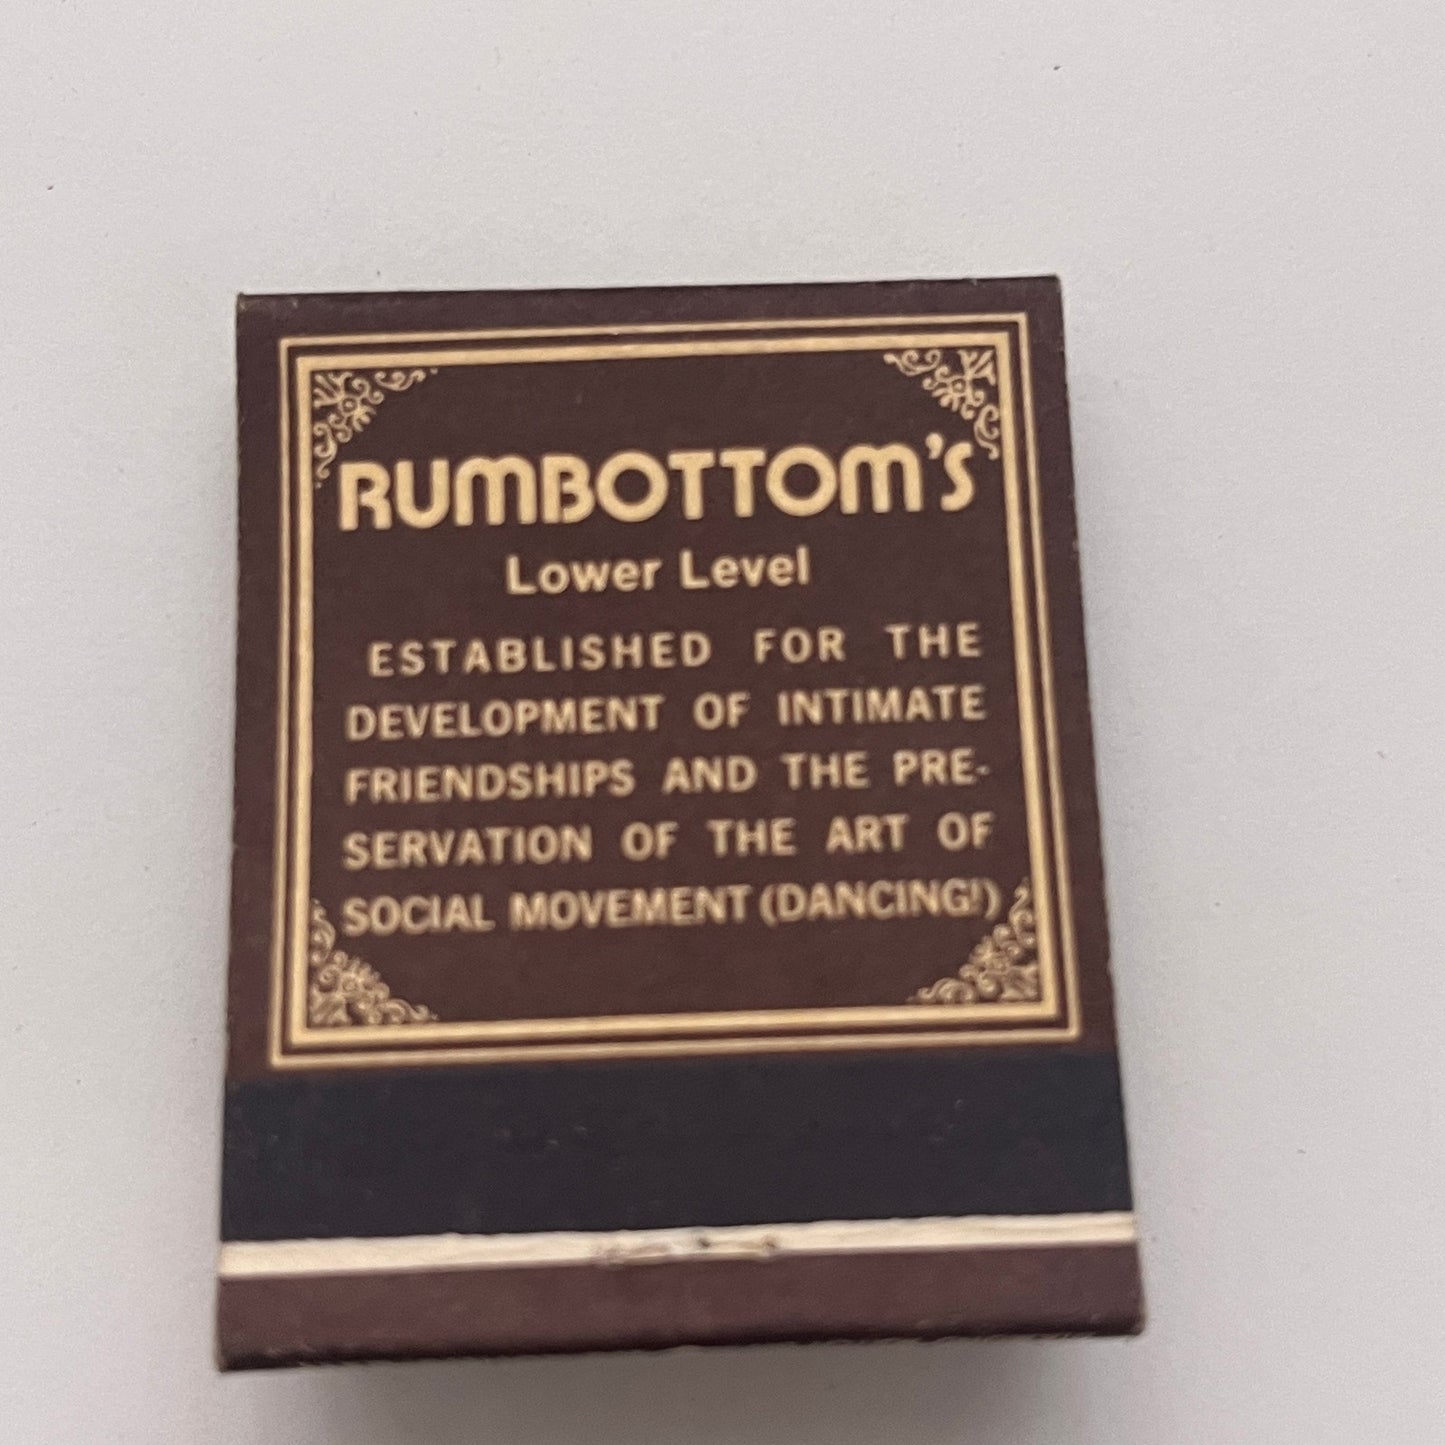 RUMBOTTOM'S
Lower Level
ESTABLISHED FOR THE
DEVELOPMENT OF INTIMATE
FRIENDSHIPS AND THE PRE-
SERVATION OF THE ART OF
SOCIAL MOVEMENT (DANCING!)